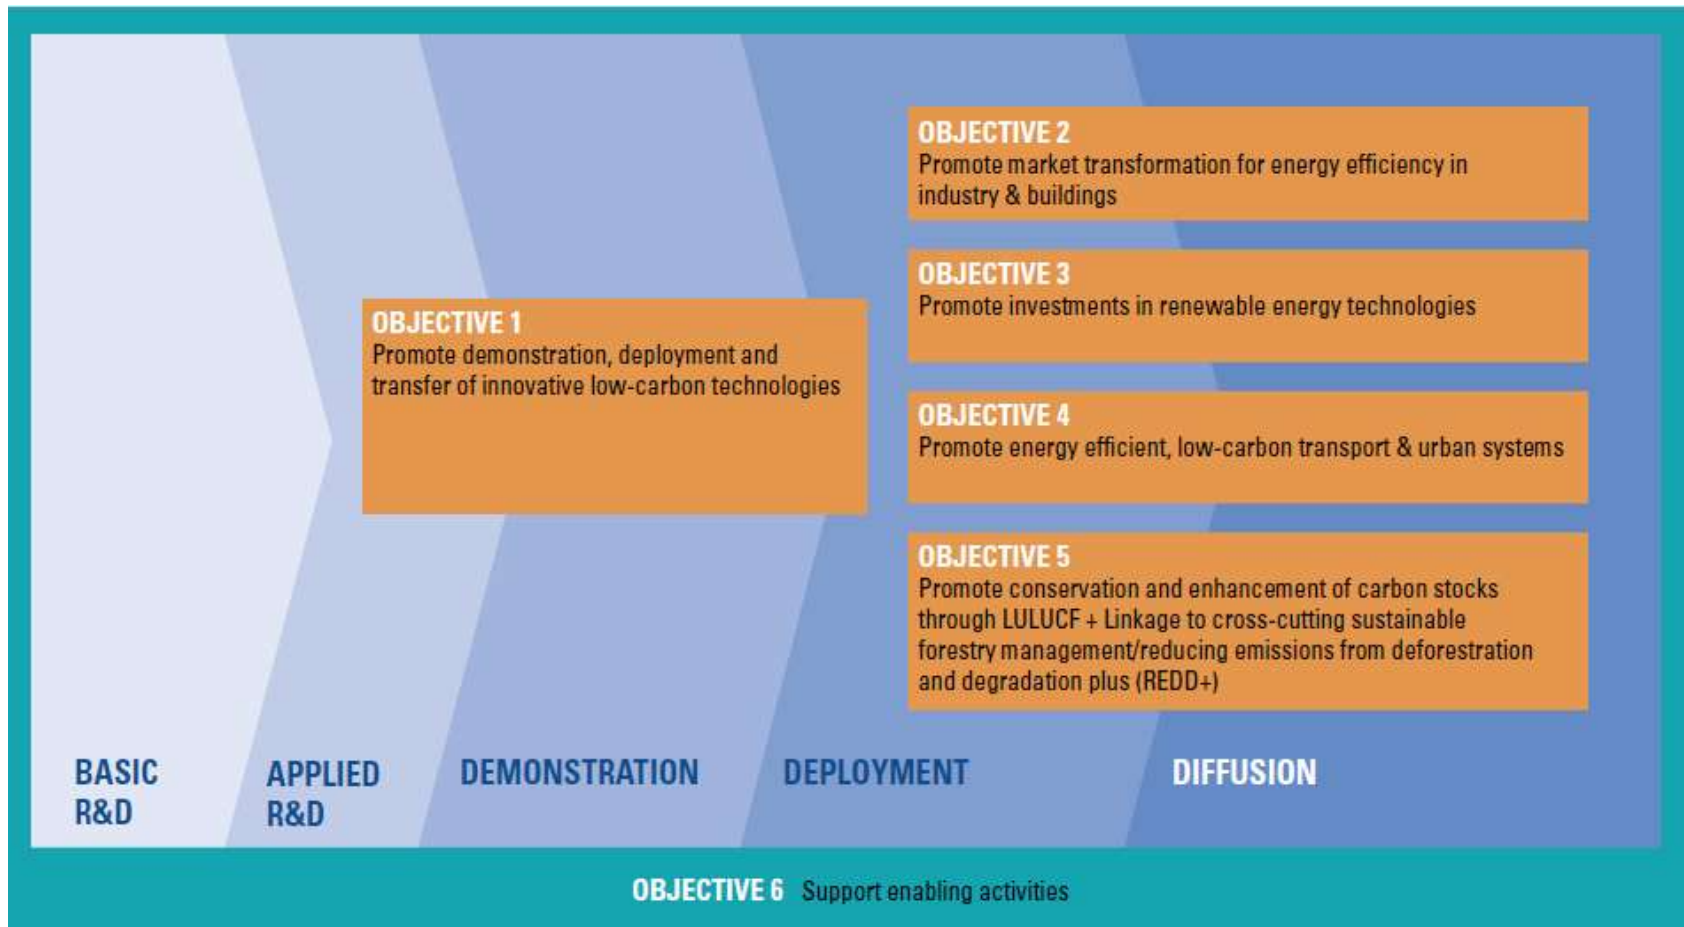 OBJECTIVE 1
Promote demonstration, deployment and
transfer of innovative low-carbon technologies
OBJECTIVE 2
Promote market transformation for energy efficiency in
industry & buildings
OBJECTIVE 3
Promote investments in renewable energy technologies
OBJECTIVE 4
Promote energy efficient, low-carbon transport & urban systems
OBJECTIVE 5
Promote conservation and enhancement of carbon stocks
through LULUCF + Linkage to cross-cutting sustainable
forestry management/reducing emissions from deforestration
and degradation plus (REDD+)
BASIC
R&D
APPLIED
R&D
DEMONSTRATION
DEPLOYMENT
DIFFUSION
OBJECTIVE 6 Support enabling activities